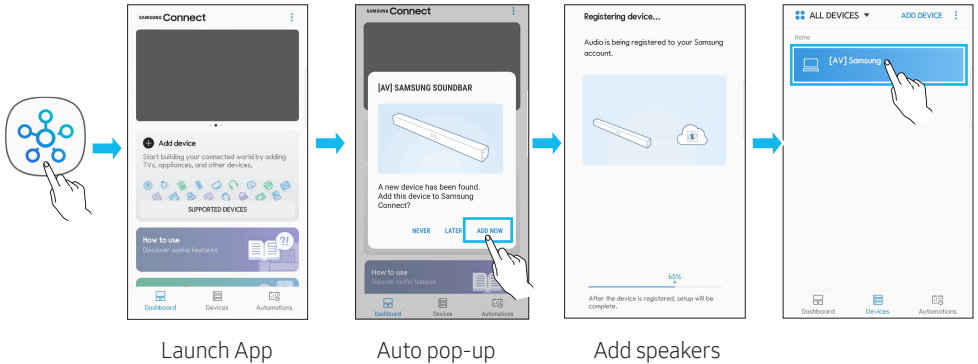 SAMSUNG Connect
Add device
Start building your connected world by adding
TVs, appliances, and other devices.
SUPPORTED DEVICES
How to use
Discover useful features
?!
Dashboard
Devices
Automations
Launch App
SAMSUNG Connect
[AV] SAMSUNG SOUNDBAR
A new device has been found.
Add this device to Samsung
Connect?
NEVER
LATER
ADD NOW
How to use
Discover useful features
Dashboard
Devices
Automations
Auto pop-up
Registering device...
Audio is being registered to your Samsung
account.
S
65%
After the device is registered, setup will be
complete.
Add speakers
ALL DEVICES
ADD DEVICE
Home
[AV] Samsung
Dashboard
Devices
Automations